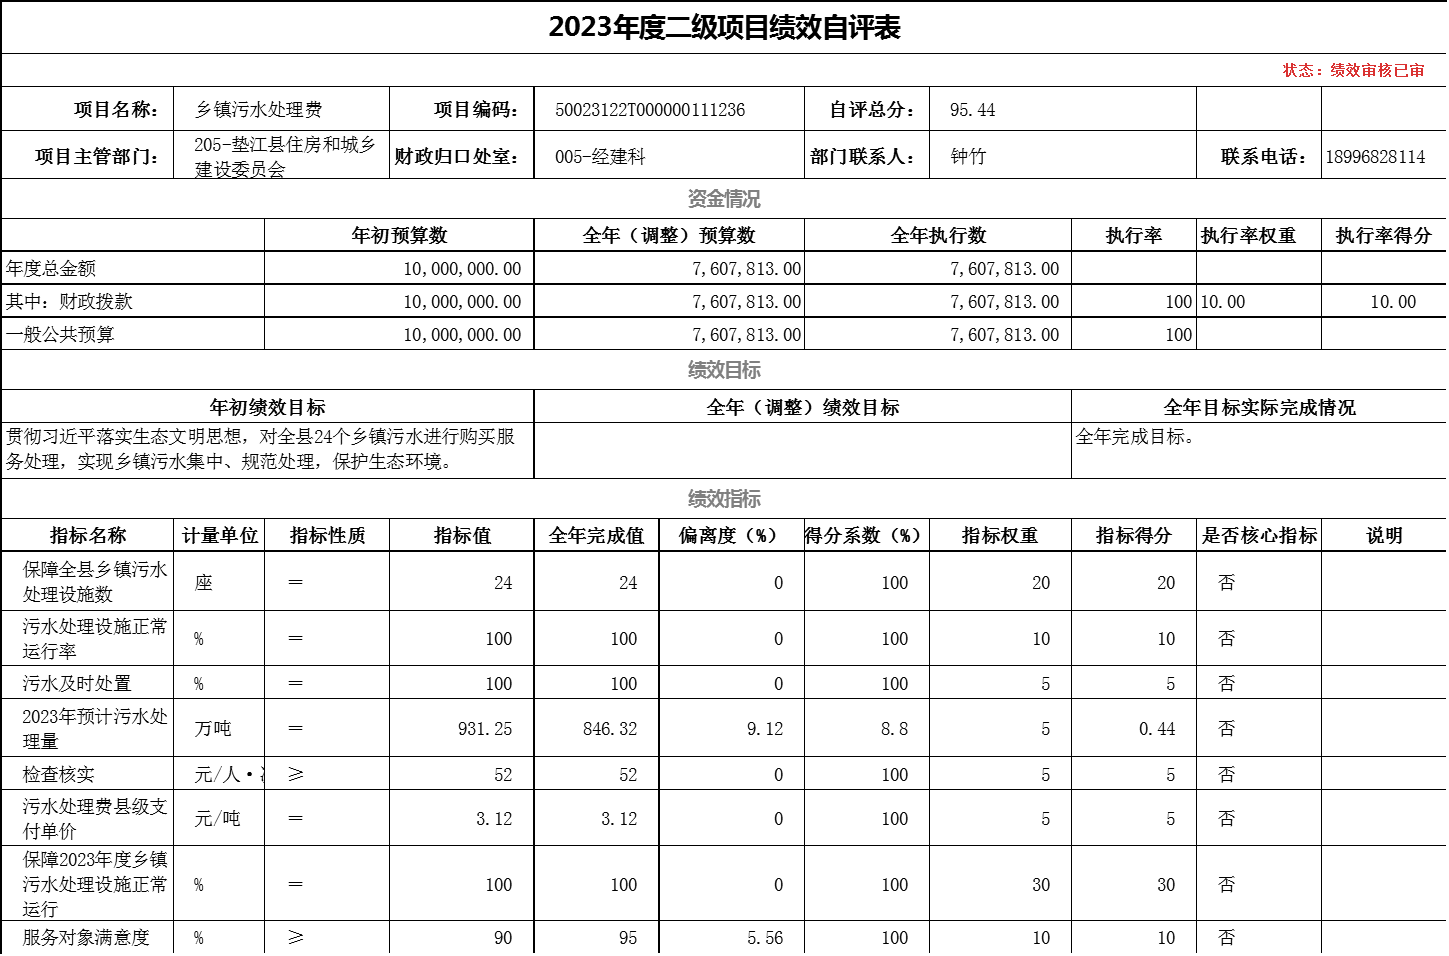 2023年度二级项目绩效自评表
状态：绩效审核已审
项目名称： 乡镇污水处理费 项目编码： 50023122T000000111236 自评总分： 95.44
项目主管部门： 205-垫江县住房和城乡建设委员会 财政归口处室： 005-经建科 部门联系人： 钟竹 联系电话： 18996828114
资金情况
年初预算数 全年（调整）预算数 全年执行数 执行率 执行率权重 执行率得分
年度总金额 10,000,000.00 7,607,813.00 7,607,813.00
其中：财政拨款 10,000,000.00 7,607,813.00 7,607,813.00 100 10.00 10.00
一般公共预算 10,000,000.00 7,607,813.00 7,607,813.00 100
绩效目标
年初绩效目标 全年（调整）绩效目标 全年目标实际完成情况
贯彻习近平落实生态文明思想，对全县24个乡镇污水进行购买服 全年完成目标。
务处理，实现乡镇污水集中、规范处理，保护生态环境。
绩效指标
指标名称 计量单位 指标性质 指标值 全年完成值 偏离度（%） 得分系数（%） 指标权重 指标得分 是否核心指标 说明
保障全县乡镇污水处理设施数 座 ＝ 24 24 0 100 20 20 否
污水处理设施正常运行率 % ＝ 100 100 0 100 10 10 否
污水及时处置 % ＝ 100 100 0 100 5 5 否
2023年预计污水处理量 万吨 ＝ 931.25 846.32 9.12 8.8 5 0.44 否
检查核实 元/人· ≥ 52 52 0 100 5 5 否
污水处理费县级支付单价 元/吨 ＝ 3.12 3.12 0 100 5 5 否
保障2023年度乡镇污水处理设施正常运行 % ＝ 100 100 0 100 30 30 否
服务对象满意度 % ≥ 90 95 5.56 100 10 10 否